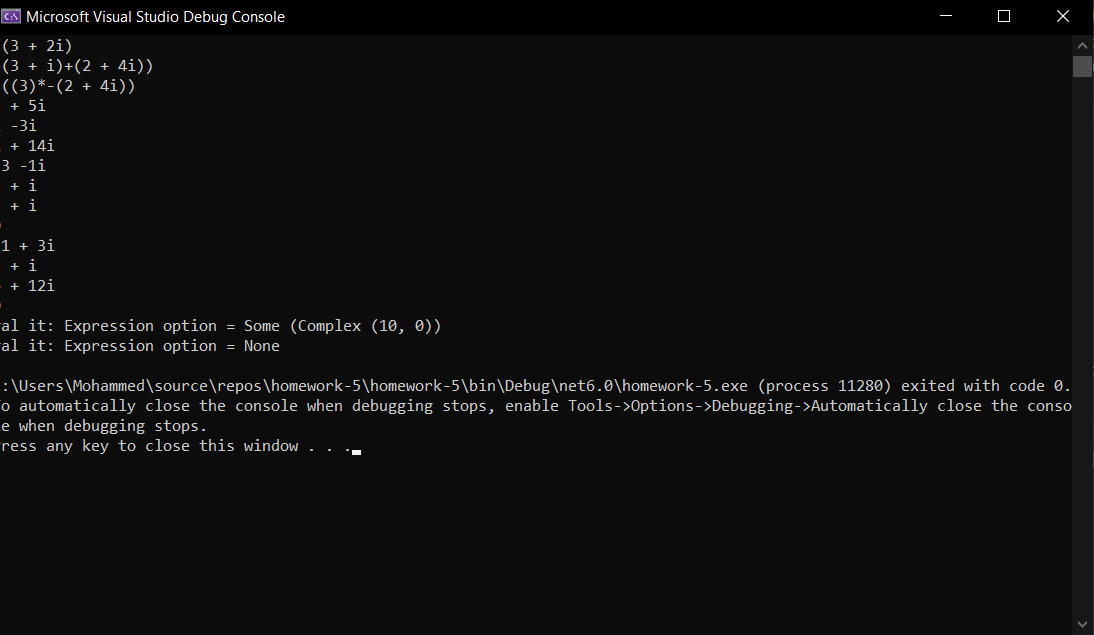 Microsoft Visual Studio Debug Console
(3 + 2i)
(3 + i)+(2 + 4i))
((3)*-(2 + 4i))
+ 5i
-3i
+ 14i
3 -1i
+ i
+ i
1 + 3i
+ i
+ 12i
al it: Expression option = Some (Complex (10, 0))
al it: Expression option = None
:\Users\Mohammed\source\repos\homework-5\homework-5\bin\Debug\net6.0\homework-5.exe (process 11280) exited with code 0.
o automatically close the console when debugging stops, enable Tools->Options->Debugging->Automatically close the conso
e when debugging stops.
ress any key to close this window . . .